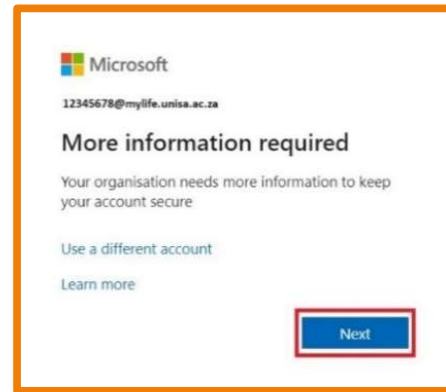 Microsoft
12345678@mylife.unisa.ac.za
More information required
Your organisation needs more information to keep
your account secure
Use a different account
Learn more
Next